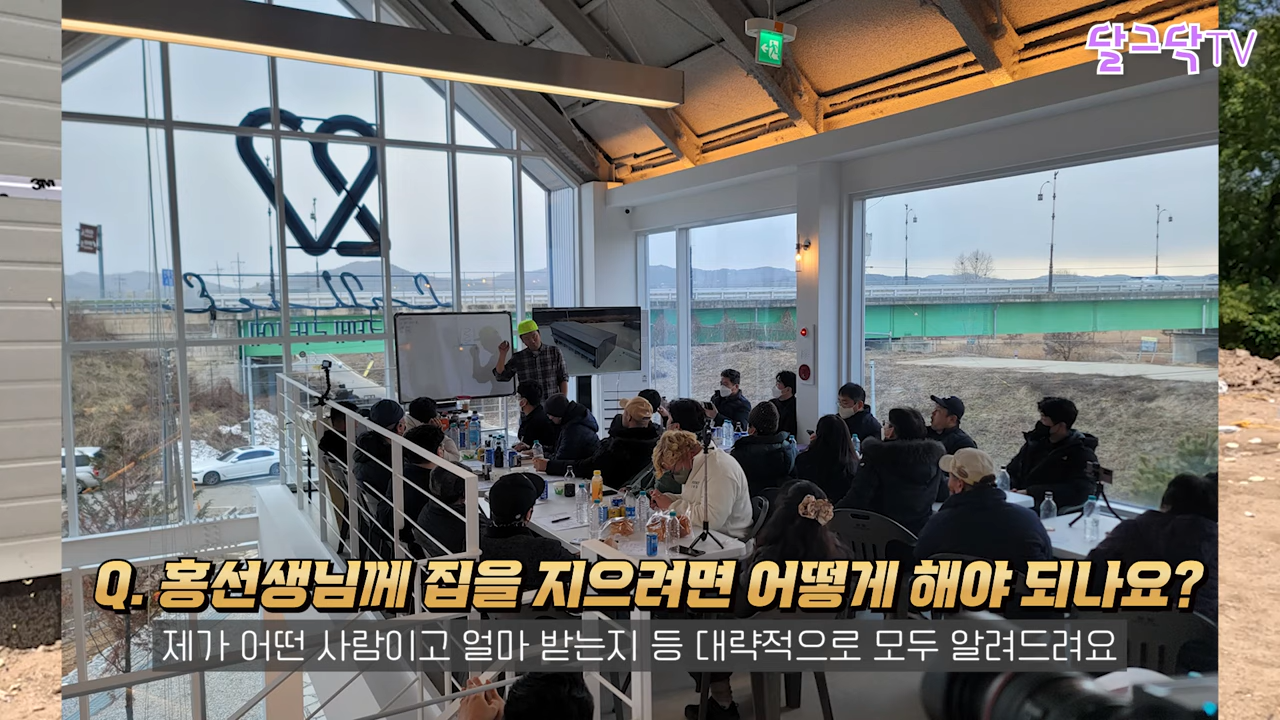 달그닥TV
3M
Q. 홍선생님께 집을 지으려면 어떻게 해야 되나요?
제가 어떤 사람이고 얼마 받는지 등 대략적으로 모두 알려드려요